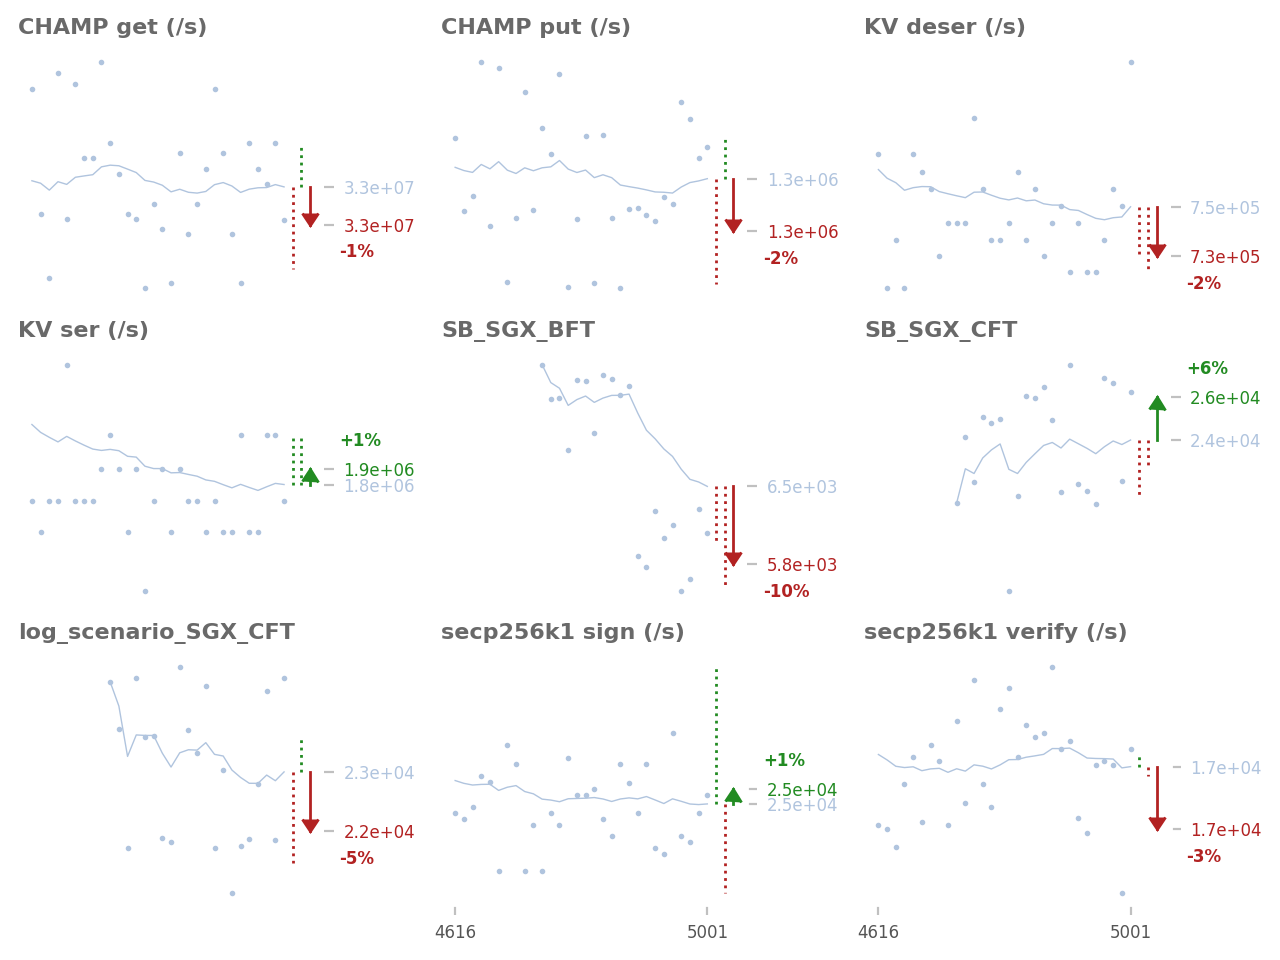 CHAMP get (/s)
3.3e+07
3.3e+07
-1%
CHAMP put (/s)
1.3e+06
1.3e+06
-2%
KV deser (/s)
7.5e+05
7.3e+05
-2%
KV ser (/s)
+1%
1.9e+06
1.8e+06
SB_SGX_BFT
6.5e+03
5.8e+03
-10%
SB_SGX_CFT
+6%
2.6e+04
2.4e+04
log_scenario_SGX_CFT
2.3e+04
2.2e+04
-5%
secp256k1 sign (/s)
+1%
2.5e+04
2.5e+04
4616
5001
secp256k1 verify (/s)
1.7e+04
1.7e+04
-3%
4616
5001